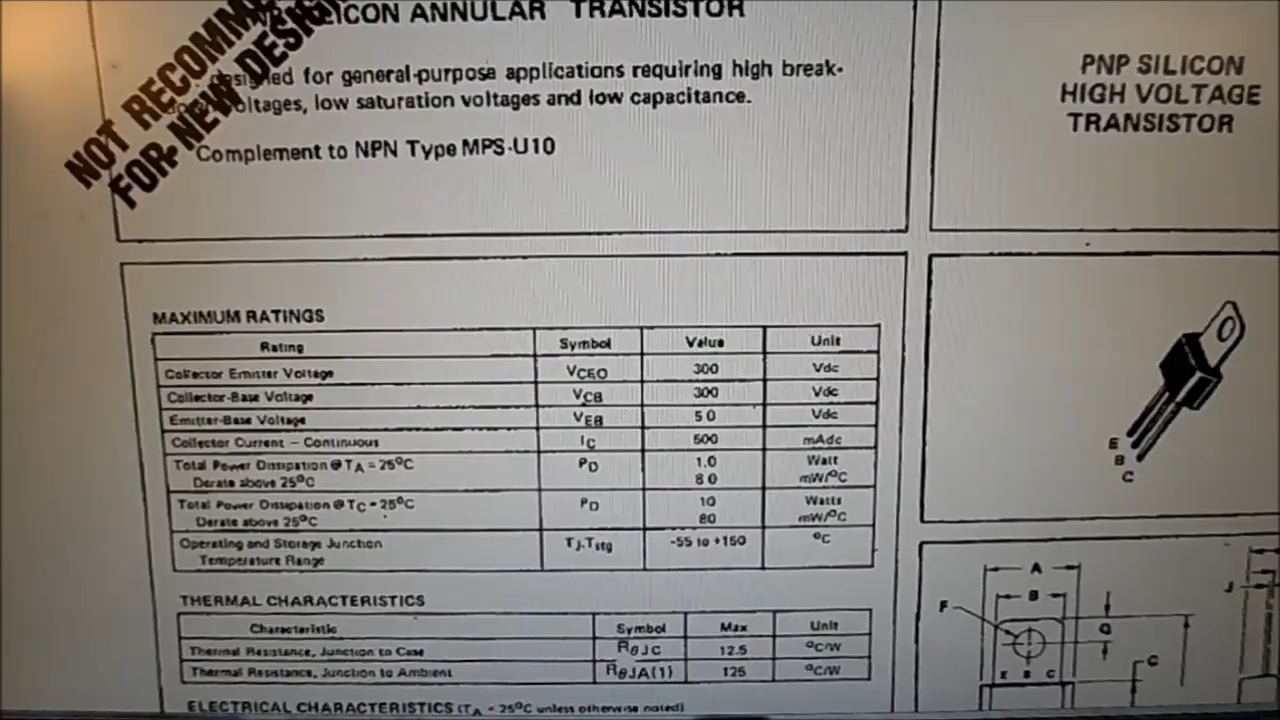 SILICON ANNULAR TRANSISTOR
designed for general-purpose applications requiring high break-
voltages, low saturation voltages and low capacitance.
Complement to NPN Type MPS-U10
NOT RECOMM
FOR NEW DESIG
PNP SILICON
HIGH VOLTAGE
TRANSISTOR
MAXIMUM RATINGS
Rating Symbol Value Unit
Collector Emitter Voltage VCEO 300 Vdc
Collector-Base Voltage VCB 300 Vdc
Emitter-Base Voltage VEB 5 0 Vdc
Collector Current - Continuous IC 500 mAdc
Total Power Dissipation @ TA = 25°C PD 1.0 Watt
Derate above 25°C 8 0 mW/°C
Total Power Dissipation @ TC = 25°C PD 10 Watts
Derate above 25°C 80 mW/°C
Operating and Storage Junction TJ,Tstg -55 to +150 °C
Temperature Range
E
B
C
THERMAL CHARACTERISTICS
Characteristic Symbol Max Unit
Thermal Resistance, Junction to Case RθJC 12.5 °C/W
Thermal Resistance, Junction to Ambient RθJA(1) 125 °C/W
ELECTRICAL CHARACTERISTICS (TA = 25°C unless otherwise noted)
A
B
F
Q
J
C
E B C